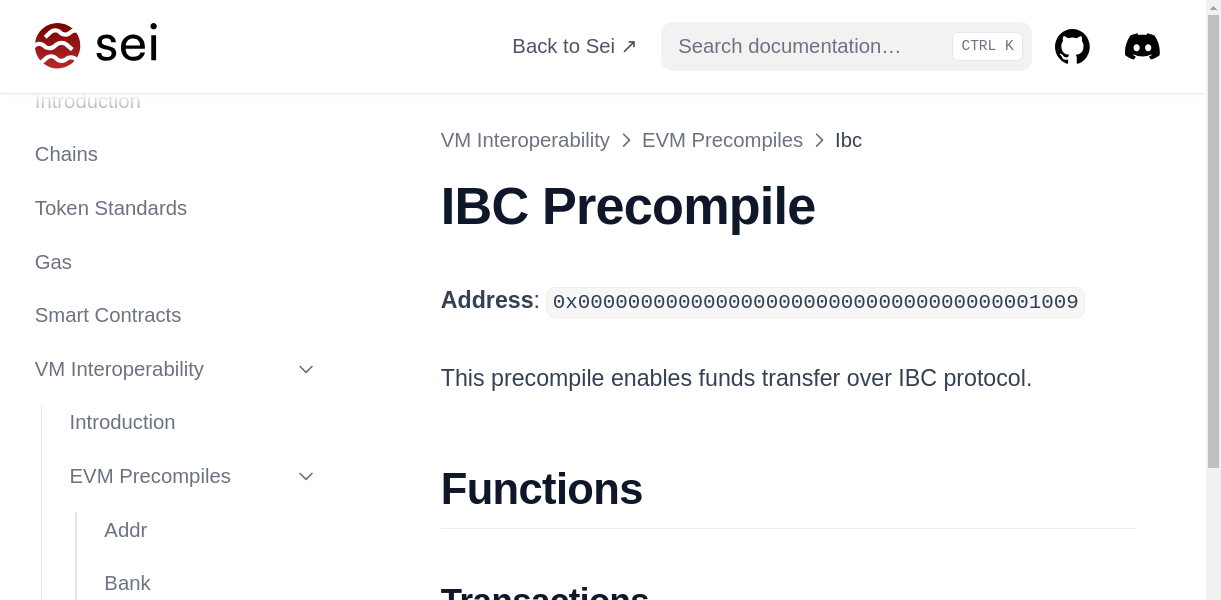 sei
Back to Sei ↗
Search documentation…
CTRL K
Introduction
Chains
Token Standards
Gas
Smart Contracts
VM Interoperability
Introduction
EVM Precompiles
Addr
Bank
VM Interoperability > EVM Precompiles > Ibc
IBC Precompile
Address: 0x0000000000000000000000000000000000001009
This precompile enables funds transfer over IBC protocol.
Functions
Transactions